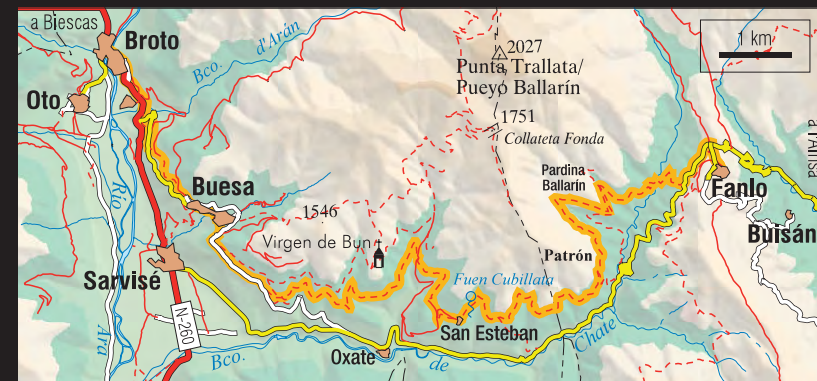 a Biescas
Broto
Bco.
d'Arán
2027
Punta Trallata/
Pueyo Ballarín
1 km
Oto
1751
Collateta Fonda
Pardina
Ballarín
Río
Buesa
1546
Virgen de Bun
Fanlo
Buisán
Patrón
Sarvisé
Fuen Cubillata
N-260
San Esteban
Ara
Bco.
Oxate
de
Chate